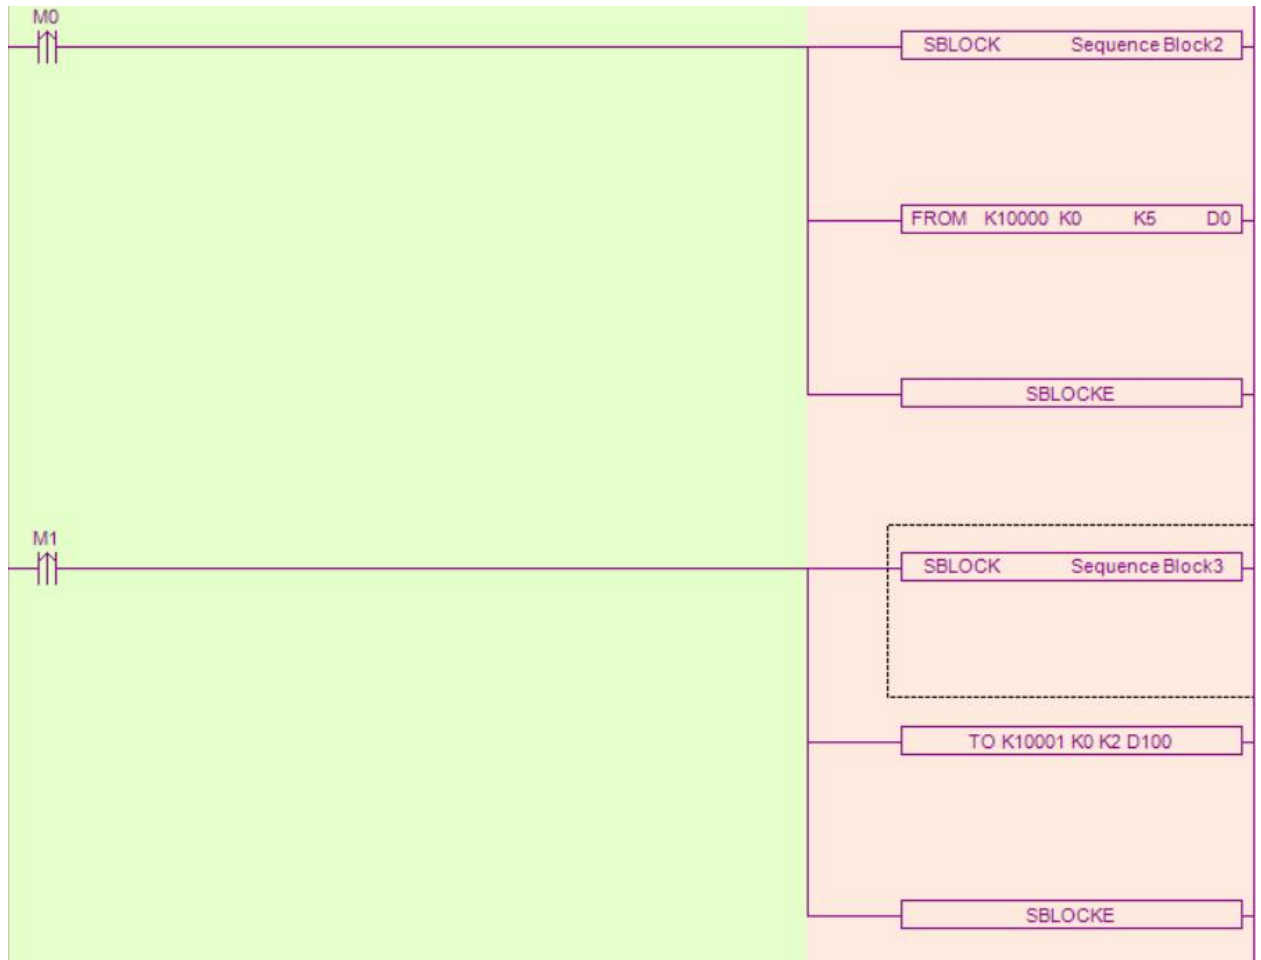 M0
SBLOCK Sequence Block2
FROM K10000 K0 K5 D0
SBLOCKE
M1
SBLOCK Sequence Block3
TO K10001 K0 K2 D100
SBLOCKE